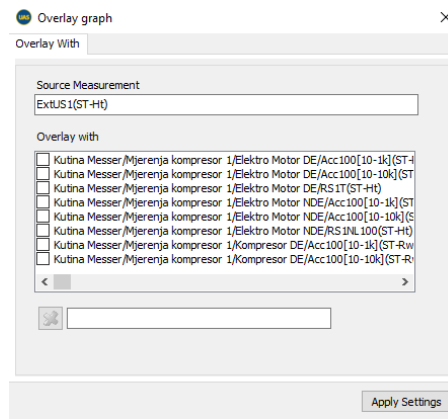 UAS Overlay graph
Overlay With
Source Measurement
ExtUS1(ST-Ht)
Overlay with
Kutina Messer/Mjerenja kompresor 1/Elektro Motor DE/Acc100[10-1k](ST-H
Kutina Messer/Mjerenja kompresor 1/Elektro Motor DE/Acc100[10-10k](ST
Kutina Messer/Mjerenja kompresor 1/Elektro Motor DE/RS1T(ST-Ht)
Kutina Messer/Mjerenja kompresor 1/Elektro Motor NDE/Acc100[10-1k](ST
Kutina Messer/Mjerenja kompresor 1/Elektro Motor NDE/Acc100[10-10k](S
Kutina Messer/Mjerenja kompresor 1/Elektro Motor NDE/RS1NL100(ST-Ht)
Kutina Messer/Mjerenja kompresor 1/Kompresor DE/Acc100[10-1k](ST-Rw
Kutina Messer/Mjerenja kompresor 1/Kompresor DE/Acc100[10-10k](ST-R
Apply Settings